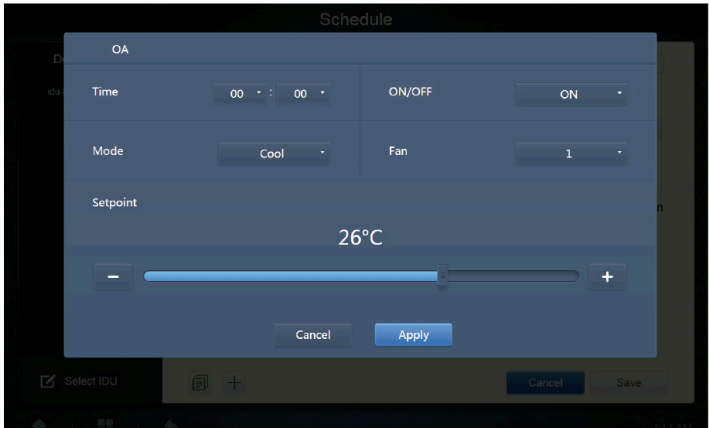 Schedule
OA
Time 00 : 00 ON/OFF ON
Mode Cool Fan 1
Setpoint
26°C
− +
Cancel Apply
Select IDU Cancel Save